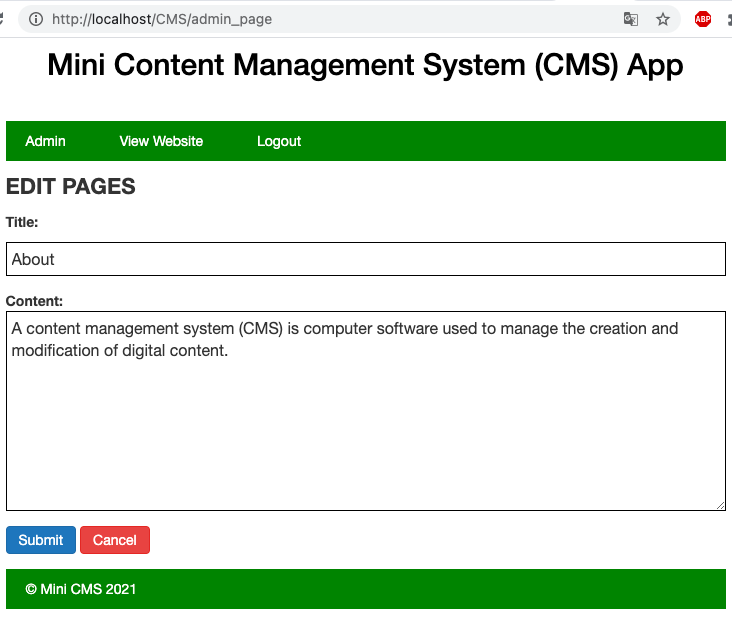 http://localhost/CMS/admin_page
ABP
Mini Content Management System (CMS) App
Admin View Website Logout
EDIT PAGES
Title:
About
Content:
A content management system (CMS) is computer software used to manage the creation and
modification of digital content.
Submit Cancel
© Mini CMS 2021